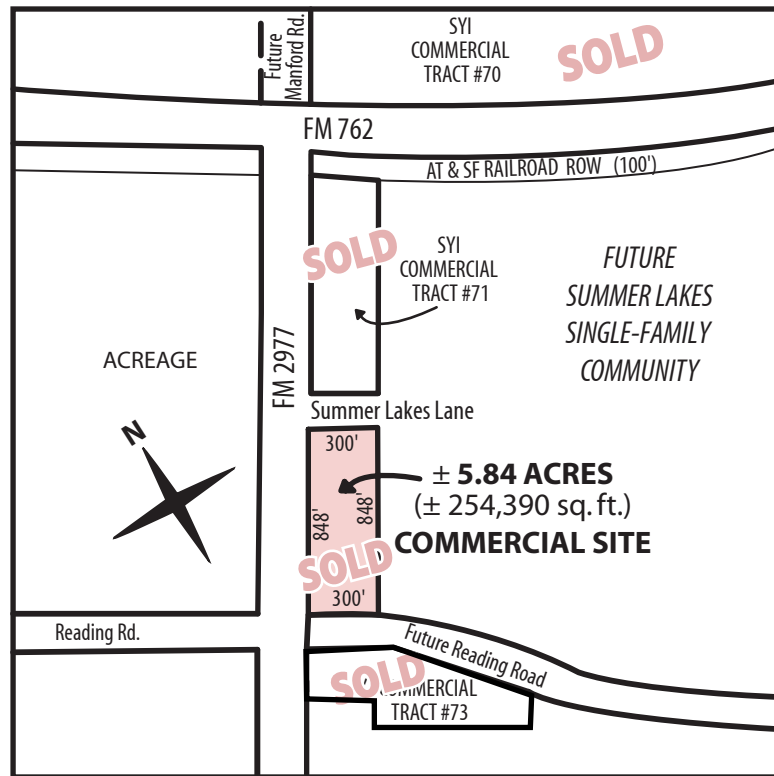 Future
Manford Rd.
SYI
COMMERCIAL
TRACT #70
SOLD
FM 762
AT & SF RAILROAD ROW (100')
SOLD
SYI
COMMERCIAL
TRACT #71
FUTURE
SUMMER LAKES
SINGLE-FAMILY
COMMUNITY
ACREAGE
FM 2977
N
Summer Lakes Lane
300'
848'
848'
± 5.84 ACRES
(± 254,390 sq. ft.)
COMMERCIAL SITE
SOLD
300'
Reading Rd.
Future Reading Road
SOLD
COMMERCIAL
TRACT #73